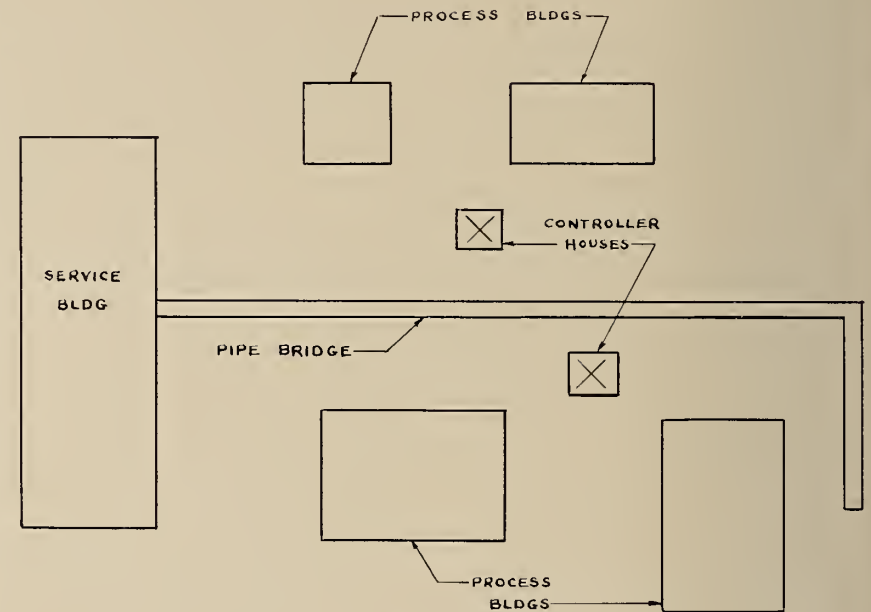 PROCESS BLDGS
CONTROLLER
HOUSES
SERVICE
BLDG
PIPE BRIDGE
PROCESS
BLDGS